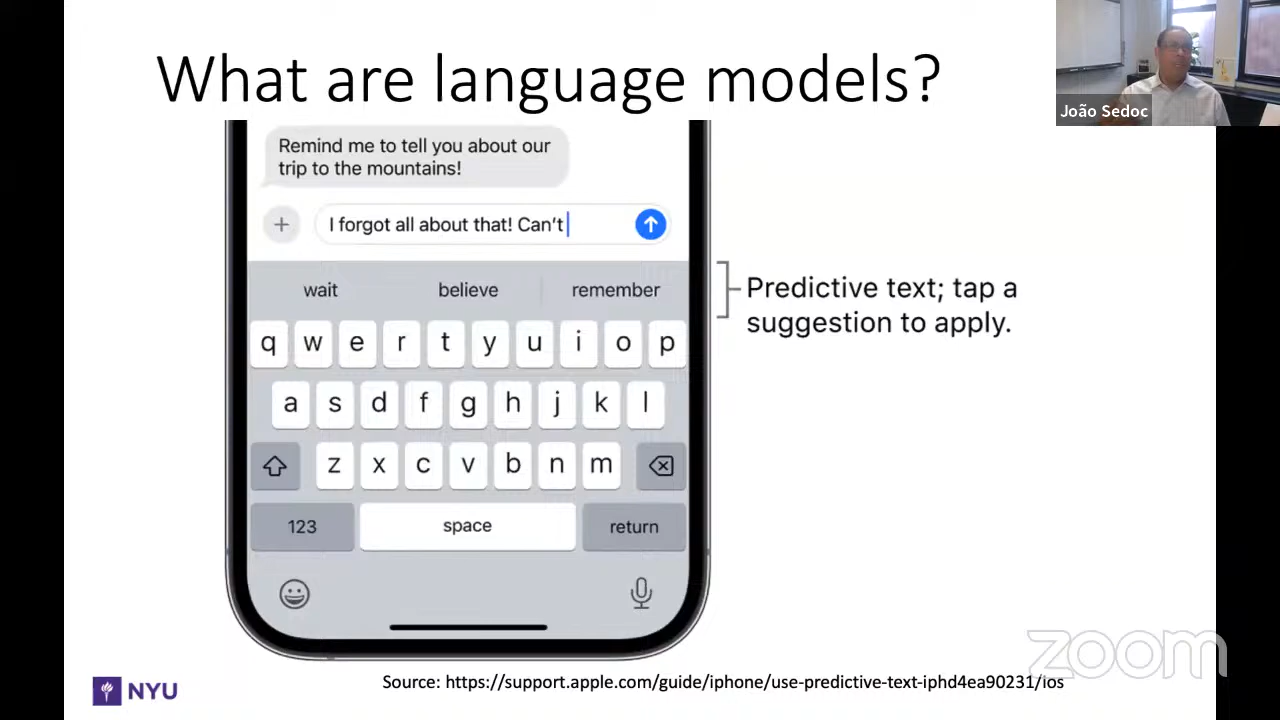 What are language models?
João Sedoc
Remind me to tell you about our
trip to the mountains!
+
I forgot all about that! Can’t
wait believe remember
Predictive text; tap a
suggestion to apply.
q w e r t y u i o p
a s d f g h j k l
z x c v b n m
123 space return
zoom
NYU
Source: https://support.apple.com/guide/iphone/use-predictive-text-iphd4ea90231/ios